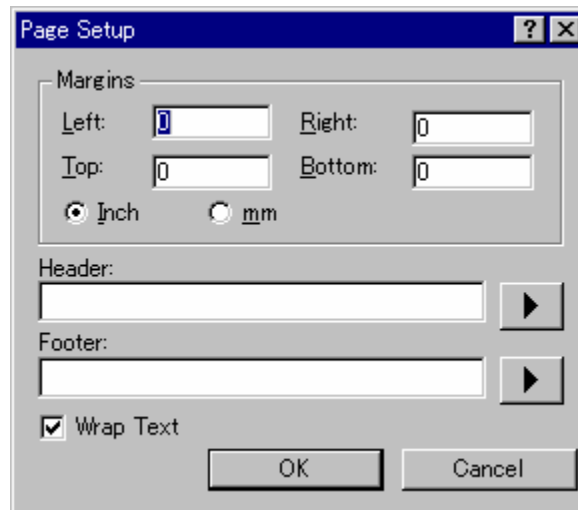 Page Setup
Margins
Left: 0 Right: 0
Top: 0 Bottom: 0
Inch mm
Header:
Footer:
Wrap Text
OK Cancel